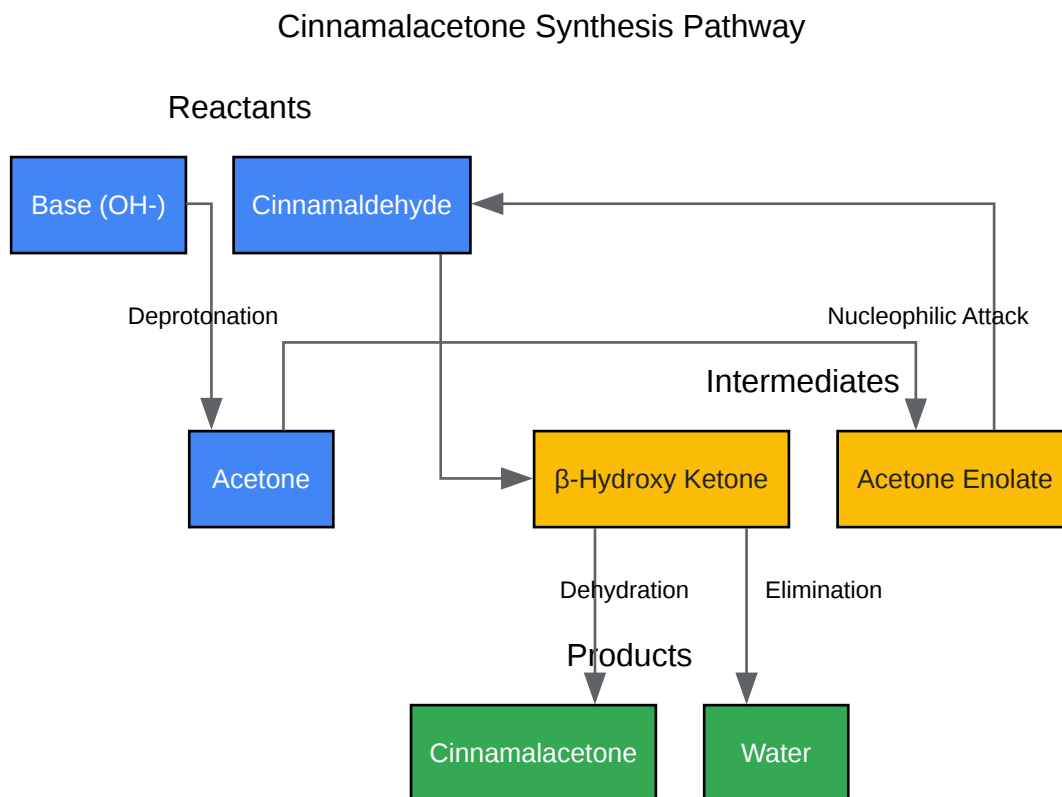 Cinnamalacetone Synthesis Pathway
Reactants
Base (OH-)
Cinnamaldehyde
Deprotonation
Nucleophilic Attack
Intermediates
Acetone
β-Hydroxy Ketone
Acetone Enolate
Dehydration
Elimination
Products
Cinnamalacetone
Water